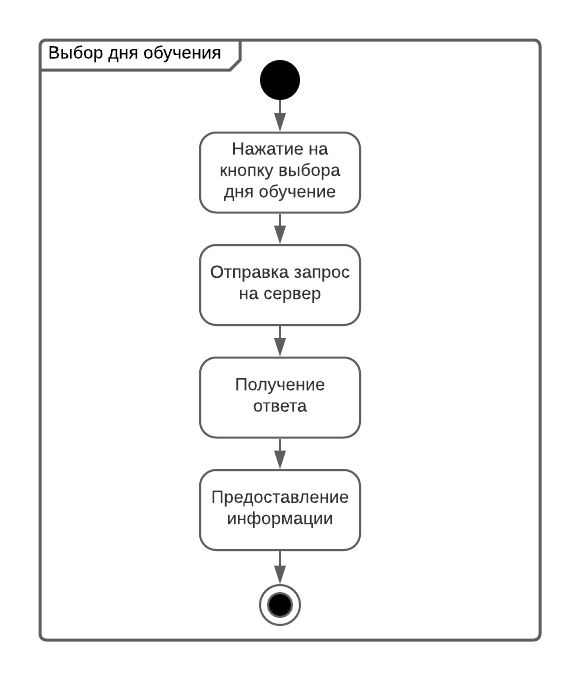 Выбор дня обучения
Нажатие на
кнопку выбора
дня обучение
Отправка запрос
на сервер
Получение
ответа
Предоставление
информации